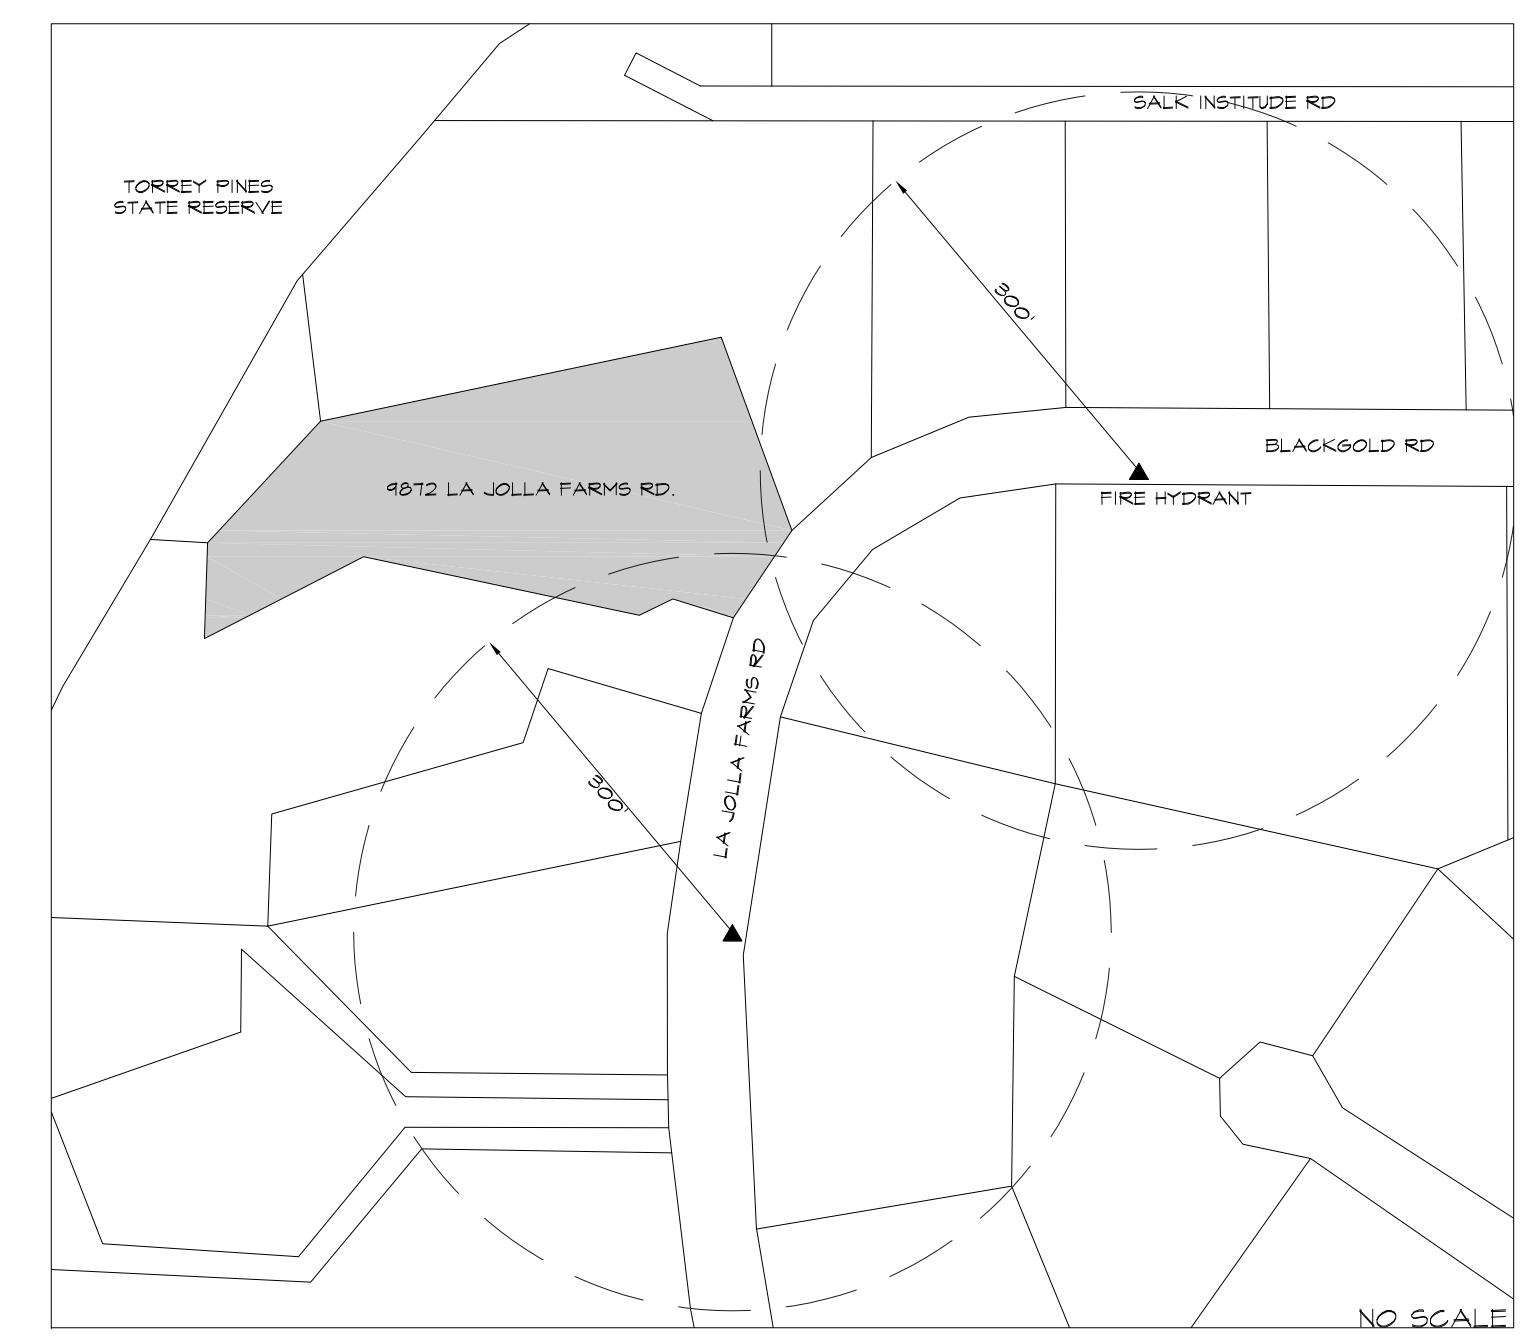 SALK INSTITUDE RD
TORREY PINES
STATE RESERVE
300'
BLACKGOLD RD
9872 LA JOLLA FARMS RD.
FIRE HYDRANT
LA JOLLA FARMS RD
300'
NO SCALE